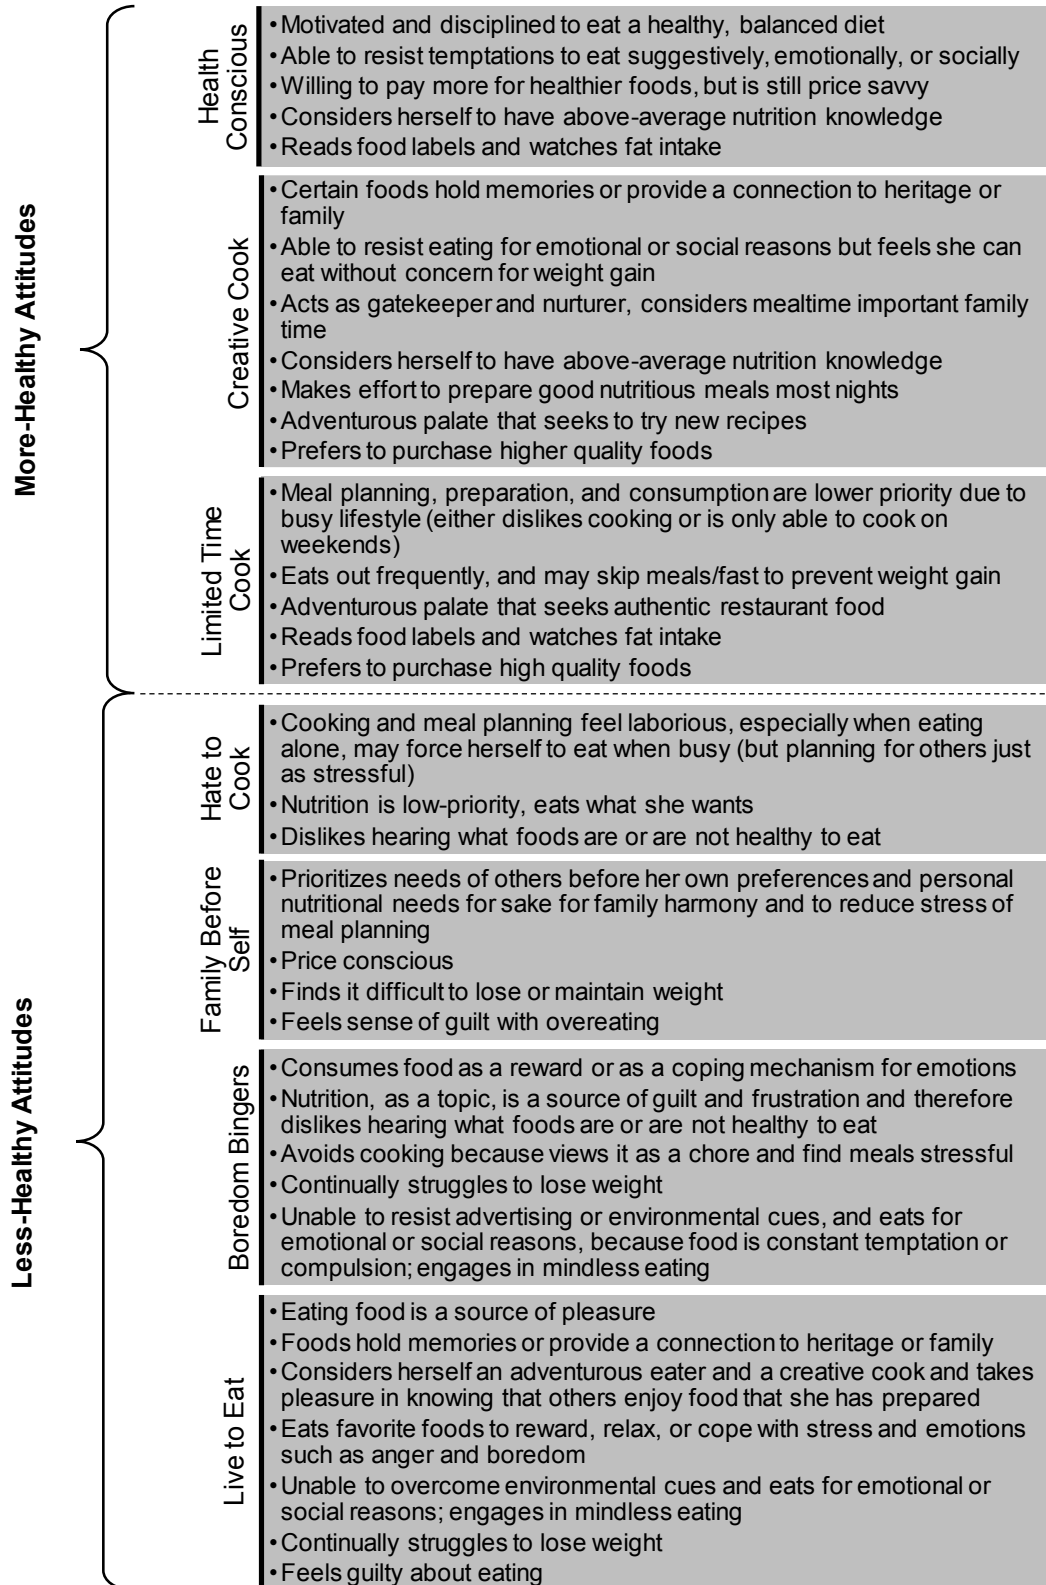 More-Healthy Attitudes
Health
Conscious
•Motivated and disciplined to eat a healthy, balanced diet
•Able to resist temptations to eat suggestively, emotionally, or socially
•Willing to pay more for healthier foods, but is still price savvy
•Considers herself to have above-average nutrition knowledge
•Reads food labels and watches fat intake
Creative Cook
•Certain foods hold memories or provide a connection to heritage or
family
•Able to resist eating for emotional or social reasons but feels she can
eat without concern for weight gain
•Acts as gatekeeper and nurturer, considers mealtime important family
time
•Considers herself to have above-average nutrition knowledge
•Makes effort to prepare good nutritious meals most nights
•Adventurous palate that seeks to try new recipes
•Prefers to purchase higher quality foods
Limited Time
Cook
•Meal planning, preparation, and consumption are lower priority due to
busy lifestyle (either dislikes cooking or is only able to cook on
weekends)
•Eats out frequently, and may skip meals/fast to prevent weight gain
•Adventurous palate that seeks authentic restaurant food
•Reads food labels and watches fat intake
•Prefers to purchase high quality foods
Less-Healthy Attitudes
Hate to
Cook
•Cooking and meal planning feel laborious, especially when eating
alone, may force herself to eat when busy (but planning for others just
as stressful)
•Nutrition is low-priority, eats what she wants
•Dislikes hearing what foods are or are not healthy to eat
Family Before
Self
•Prioritizes needs of others before her own preferences and personal
nutritional needs for sake for family harmony and to reduce stress of
meal planning
•Price conscious
•Finds it difficult to lose or maintain weight
•Feels sense of guilt with overeating
Boredom Bingers
•Consumes food as a reward or as a coping mechanism for emotions
•Nutrition, as a topic, is a source of guilt and frustration and therefore
dislikes hearing what foods are or are not healthy to eat
•Avoids cooking because views it as a chore and find meals stressful
•Continually struggles to lose weight
•Unable to resist advertising or environmental cues, and eats for
emotional or social reasons, because food is constant temptation or
compulsion; engages in mindless eating
Live to Eat
•Eating food is a source of pleasure
•Foods hold memories or provide a connection to heritage or family
•Considers herself an adventurous eater and a creative cook and takes
pleasure in knowing that others enjoy food that she has prepared
•Eats favorite foods to reward, relax, or cope with stress and emotions
such as anger and boredom
•Unable to overcome environmental cues and eats for emotional or
social reasons; engages in mindless eating
•Continually struggles to lose weight
•Feels guilty about eating